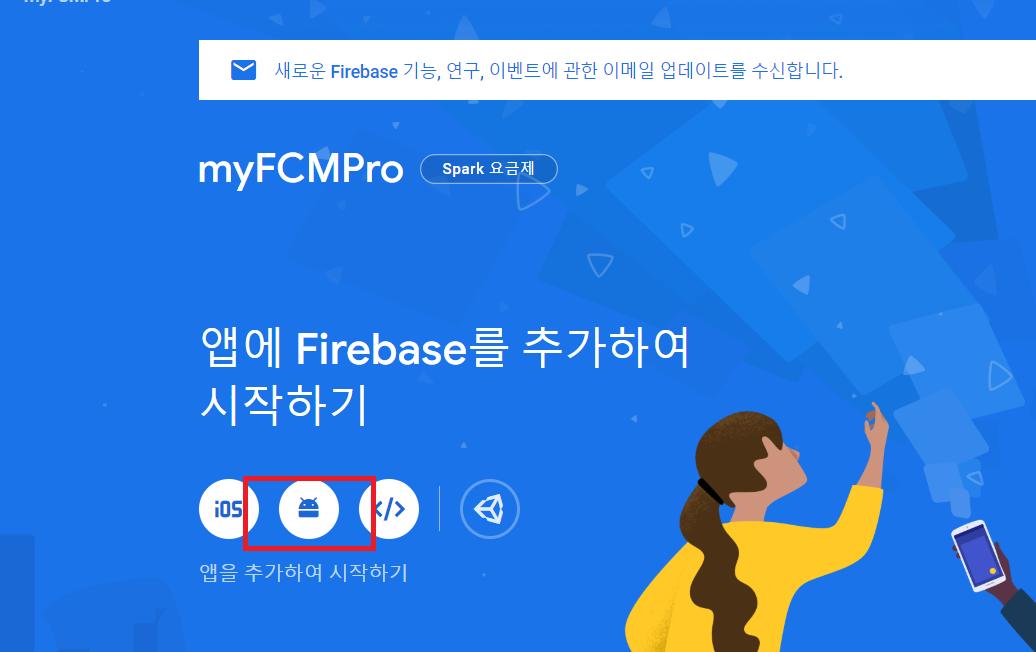 새로운 Firebase 기능, 연구, 이벤트에 관한 이메일 업데이트를 수신합니다.
myFCMPro
Spark 요금제
앱에 Firebase를 추가하여
시작하기
iOS
</>
앱을 추가하여 시작하기